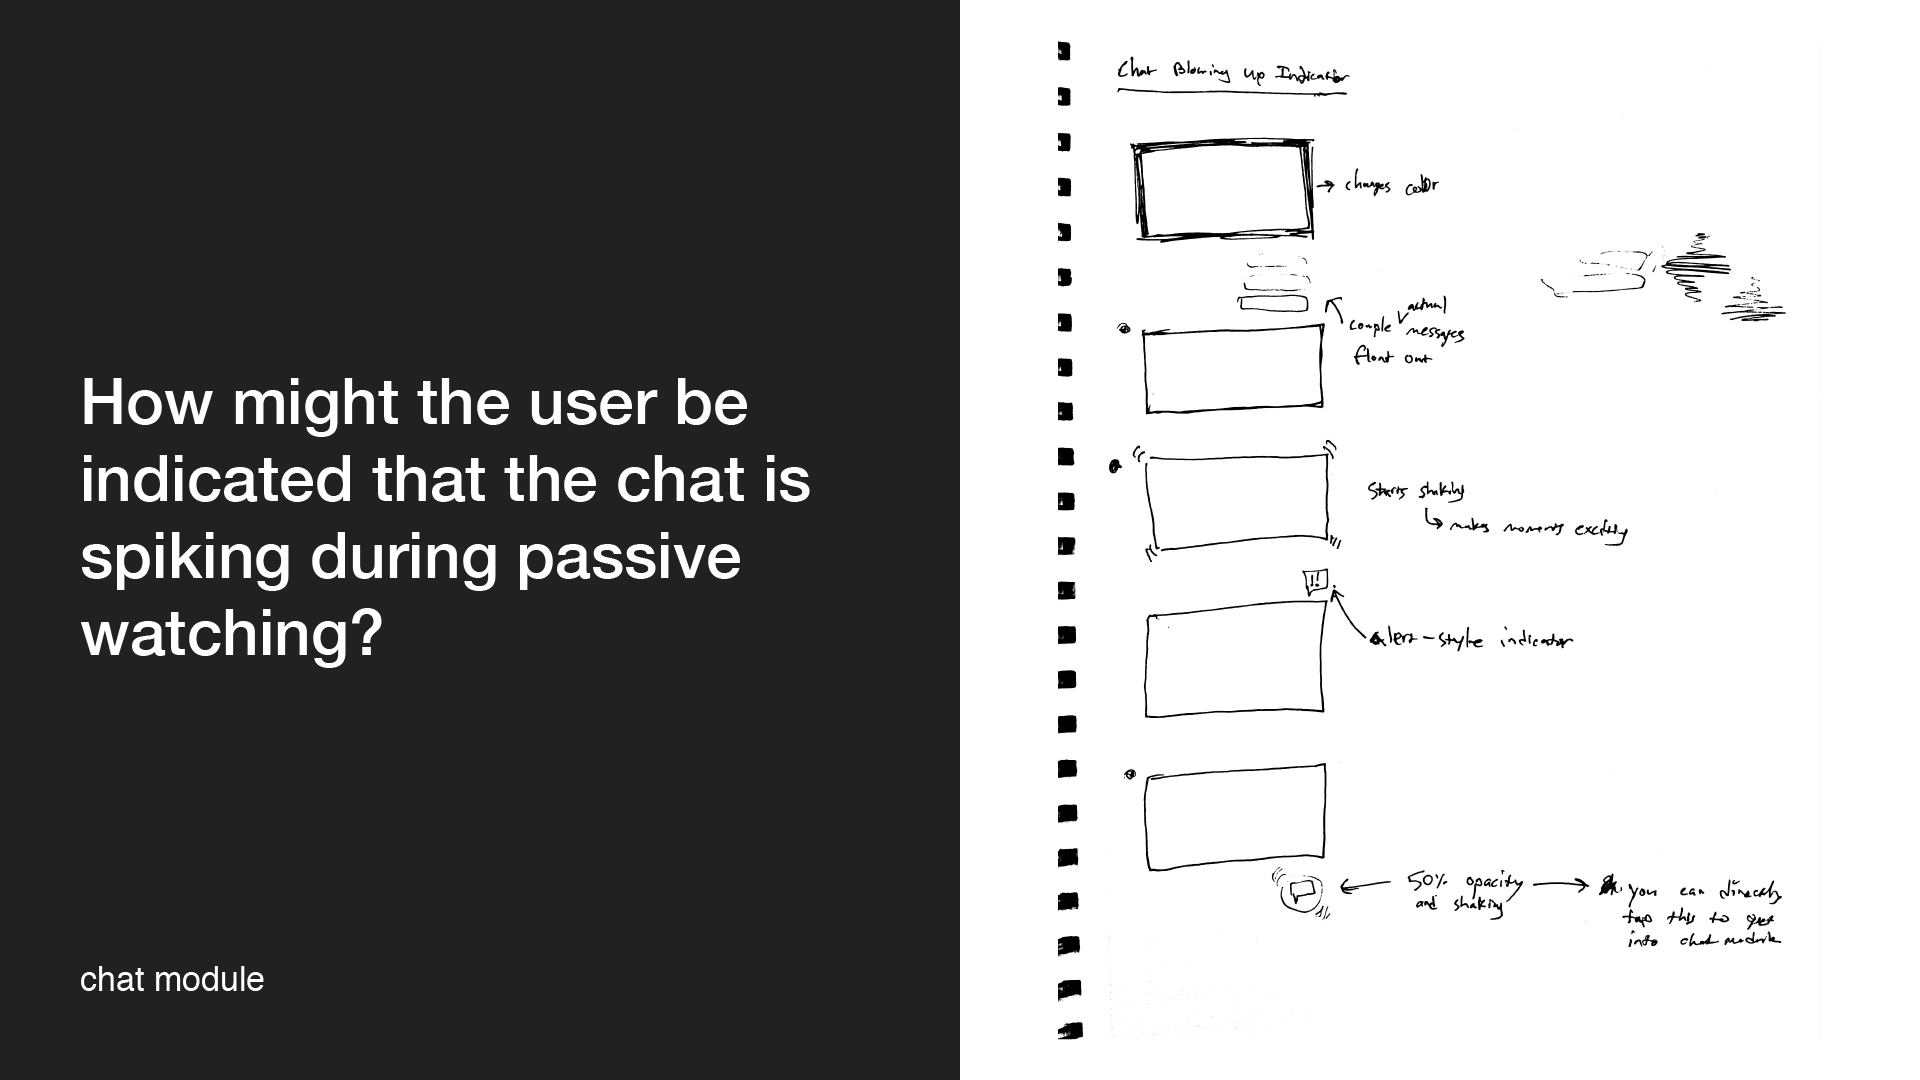 How might the user be
indicated that the chat is
spiking during passive
watching?
chat module
Chat Blowing Up Indicator
→ changes color
actual
couple messages
float out
starts shaking
↳ makes moments exciting
!!
alert-style indicator
50% opacity
and shaking
you can directly
tap this to get
into chat module